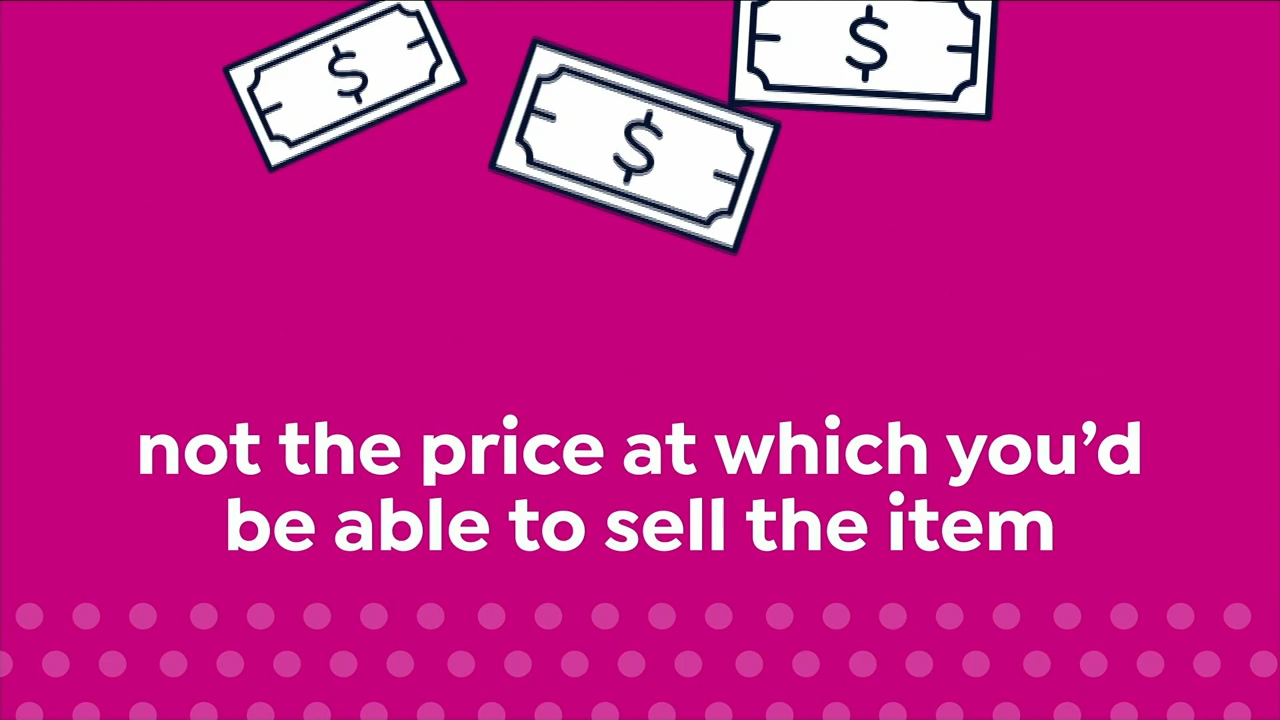 $
$
$
not the price at which you’d
be able to sell the item